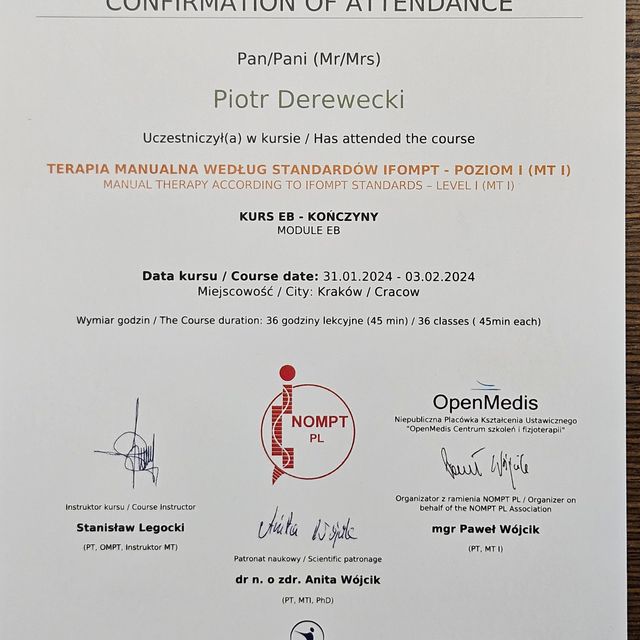 CONFIRMATION OF ATTENDANCE
Pan/Pani (Mr/Mrs)
Piotr Derewecki
Uczestniczył(a) w kursie / Has attended the course
TERAPIA MANUALNA WEDŁUG STANDARDÓW IFOMPT - POZIOM I (MT I)
MANUAL THERAPY ACCORDING TO IFOMPT STANDARDS – LEVEL I (MT I)
KURS EB - KOŃCZYNY
MODULE EB
Data kursu / Course date: 31.01.2024 - 03.02.2024
Miejscowość / City: Kraków / Cracow
Wymiar godzin / The Course duration: 36 godziny lekcyjne (45 min) / 36 classes ( 45min each)
NOMPT
PL
OpenMedis
Niepubliczna Placówka Kształcenia Ustawicznego
"OpenMedis Centrum szkoleń i fizjoterapii"
Instruktor kursu / Course Instructor
Stanisław Legocki
(PT, OMPT, Instruktor MT)
Anita Wójcik
Patronat naukowy / Scientific patronage
dr n. o zdr. Anita Wójcik
(PT, MTI, PhD)
Paweł Wójcik
Organizator z ramienia NOMPT PL / Organizer on
behalf of the NOMPT PL Association
mgr Paweł Wójcik
(PT, MT I)